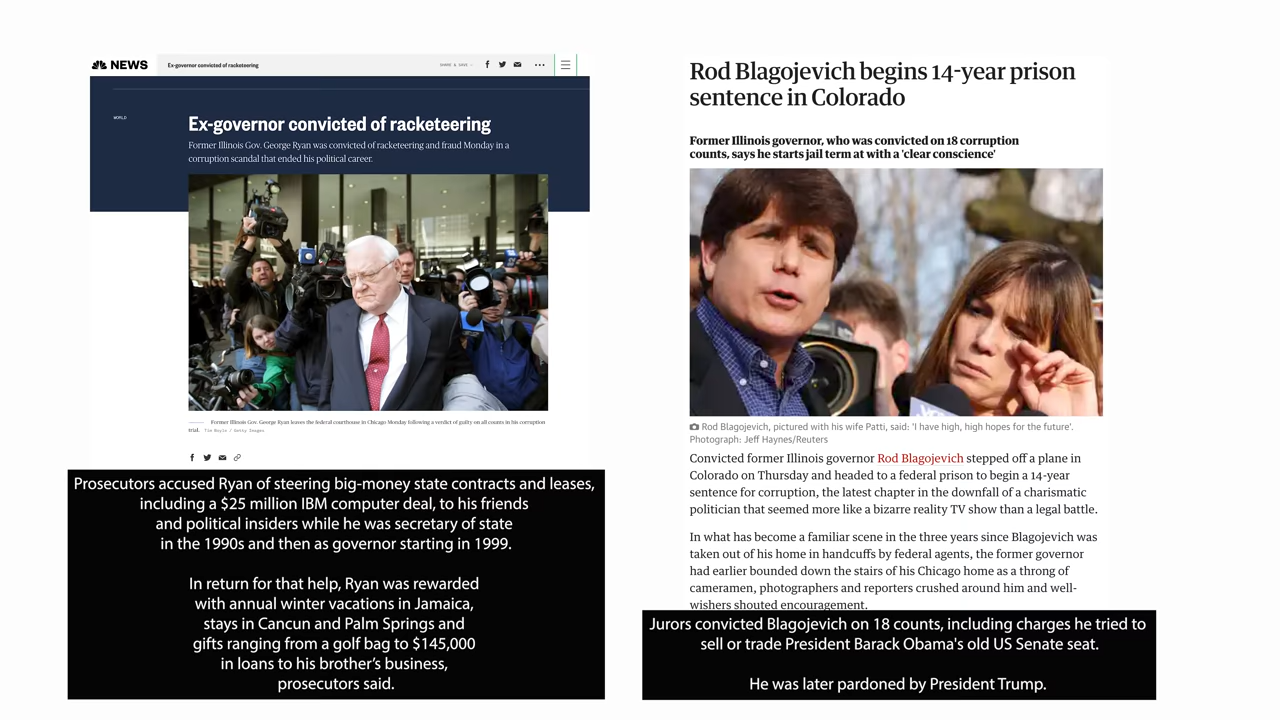 NEWS
Ex-governor convicted of racketeering
SHARE & SAVE
WORLD
Ex-governor convicted of racketeering
Former Illinois Gov. George Ryan was convicted of racketeering and fraud Monday in a
corruption scandal that ended his political career.
Former Illinois Gov. George Ryan leaves the federal courthouse in Chicago Monday following a verdict of guilty on all counts in his corruption
trial. Tim Boyle / Getty Images
Prosecutors accused Ryan of steering big-money state contracts and leases,
including a $25 million IBM computer deal, to his friends
and political insiders while he was secretary of state
in the 1990s and then as governor starting in 1999.
In return for that help, Ryan was rewarded
with annual winter vacations in Jamaica,
stays in Cancun and Palm Springs and
gifts ranging from a golf bag to $145,000
in loans to his brother's business,
prosecutors said.
Rod Blagojevich begins 14-year prison
sentence in Colorado
Former Illinois governor, who was convicted on 18 corruption
counts, says he starts jail term at with a 'clear conscience'
Rod Blagojevich, pictured with his wife Patti, said: 'I have high, high hopes for the future'.
Photograph: Jeff Haynes/Reuters
Convicted former Illinois governor Rod Blagojevich stepped off a plane in
Colorado on Thursday and headed to a federal prison to begin a 14-year
sentence for corruption, the latest chapter in the downfall of a charismatic
politician that seemed more like a bizarre reality TV show than a legal battle.
In what has become a familiar scene in the three years since Blagojevich was
taken out of his home in handcuffs by federal agents, the former governor
had earlier bounded down the stairs of his Chicago home as a throng of
cameramen, photographers and reporters crushed around him and well-
wishers shouted encouragement.
Jurors convicted Blagojevich on 18 counts, including charges he tried to
sell or trade President Barack Obama's old US Senate seat.
He was later pardoned by President Trump.